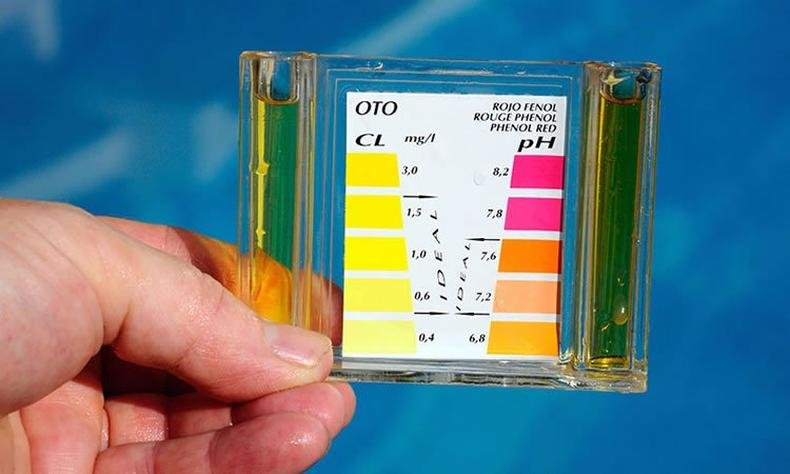 OTO
CL mg/l
3,0
1,5
1,0
0,6
0,4
IDEAL
ROJO FENOL
ROUGE PHENOL
PHENOL RED
pH
8,2
7,8
7,6
7,2
6,8
IDEAL